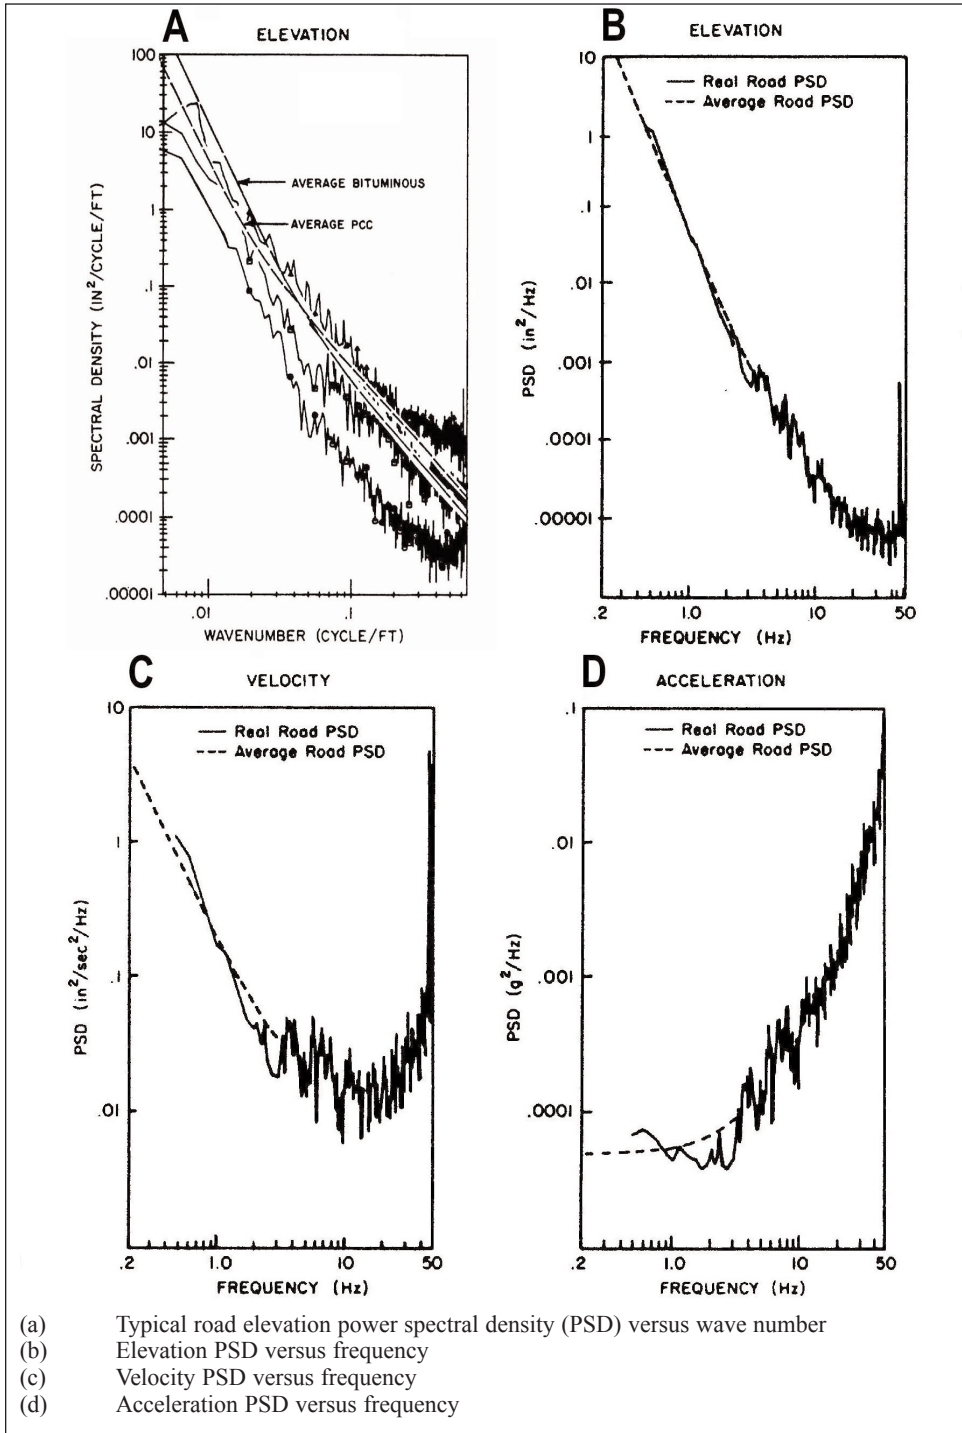 A
ELEVATION
100
10
1
.1
.01
.001
.0001
.00001
SPECTRAL DENSITY (IN²/CYCLE/FT)
AVERAGE BITUMINOUS
AVERAGE PCC
.01
.1
WAVENUMBER (CYCLE/FT)
B
ELEVATION
10
1
.1
.01
.001
.0001
.00001
PSD (in²/Hz)
Real Road PSD
Average Road PSD
.2
1.0
10
50
FREQUENCY (Hz)
C
VELOCITY
10
1
.1
.01
PSD (in²/sec²/Hz)
Real Road PSD
Average Road PSD
.2
1.0
10
50
FREQUENCY (Hz)
D
ACCELERATION
.1
.01
.001
.0001
PSD (g²/Hz)
Real Road PSD
Average Road PSD
.2
1.0
10
50
FREQUENCY (Hz)
(a) Typical road elevation power spectral density (PSD) versus wave number
(b) Elevation PSD versus frequency
(c) Velocity PSD versus frequency
(d) Acceleration PSD versus frequency